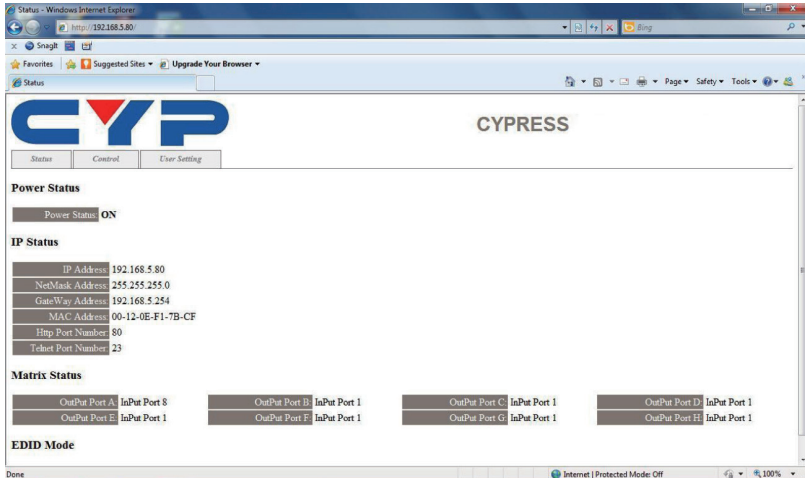 Status - Windows Internet Explorer
http://192.168.5.80/
Bing
x SnagIt
Favorites Suggested Sites Upgrade Your Browser
Status Page Safety Tools
CYP CYPRESS
Status Control User Setting
Power Status
Power Status: ON
IP Status
IP Address: 192.168.5.80
NetMask Address: 255.255.255.0
GateWay Address: 192.168.5.254
MAC Address: 00-12-0E-F1-7B-CF
Http Port Number: 80
Telnet Port Number: 23
Matrix Status
OutPut Port A: InPut Port 8 OutPut Port B: InPut Port 1 OutPut Port C: InPut Port 1 OutPut Port D: InPut Port 1
OutPut Port E: InPut Port 1 OutPut Port F: InPut Port 1 OutPut Port G: InPut Port 1 OutPut Port H: InPut Port 1
EDID Mode
Done Internet | Protected Mode: Off 100%